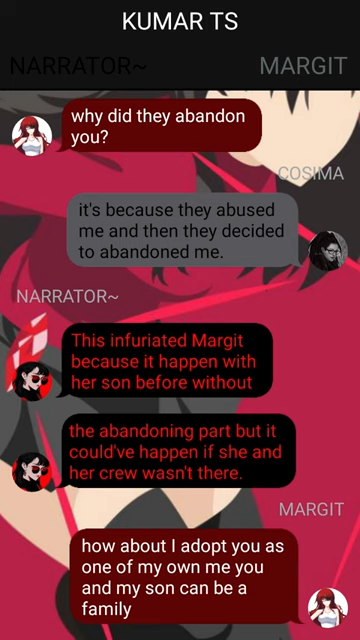 KUMAR TS
NARRATOR~
MARGIT
why did they abandon
you?
COSIMA
it's because they abused
me and then they decided
to abandoned me.
NARRATOR~
This infuriated Margit
because it happen with
her son before without
the abandoning part but it
could've happen if she and
her crew wasn't there.
MARGIT
how about I adopt you as
one of my own me you
and my son can be a
family